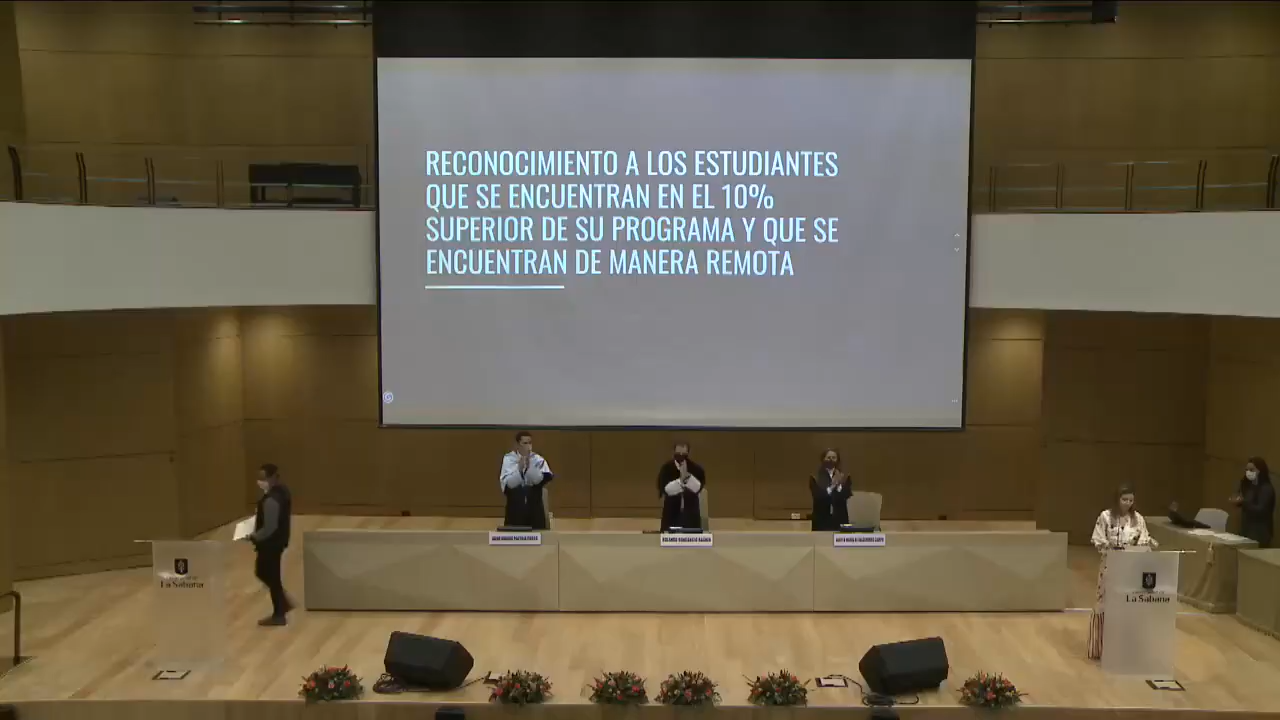 RECONOCIMIENTO A LOS ESTUDIANTES
QUE SE ENCUENTRAN EN EL 10%
SUPERIOR DE SU PROGRAMA Y QUE SE
ENCUENTRAN DE MANERA REMOTA
La Sabana
La Sabana